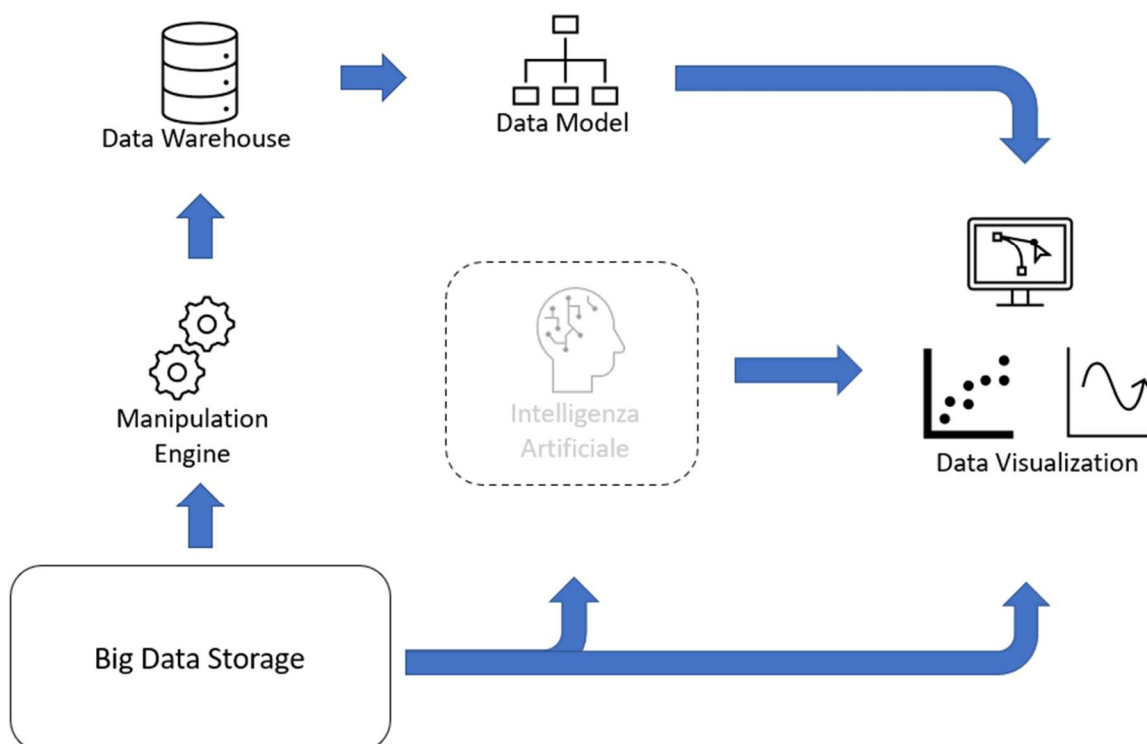 Data Warehouse
Data Model
Manipulation
Engine
Intelligenza
Artificiale
Data Visualization
Big Data Storage